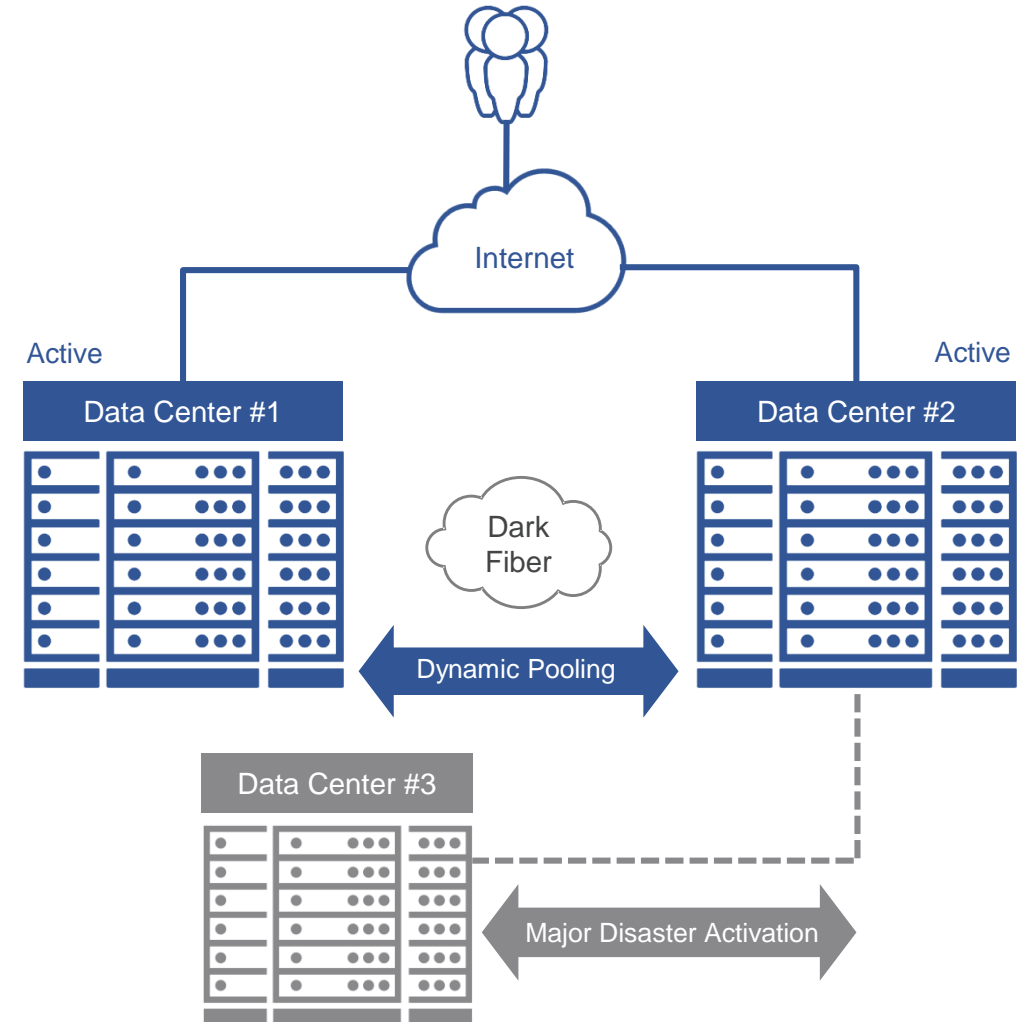 Internet
Active
Active
Data Center #1
Data Center #2
Dark
Fiber
Dynamic Pooling
Data Center #3
Major Disaster Activation